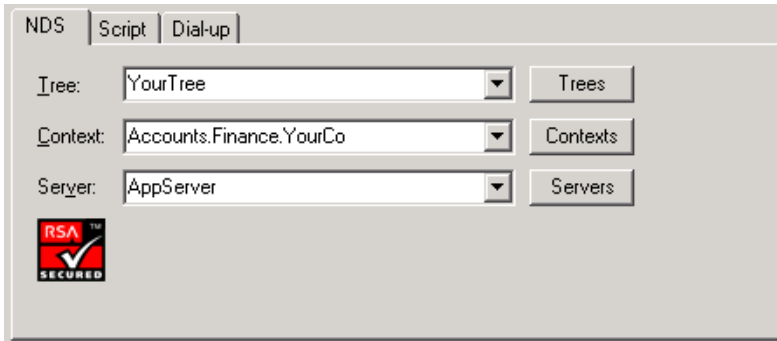 NDS Script Dial-up
Tree: YourTree Trees
Context: Accounts.Finance.YourCo Contexts
Server: AppServer Servers
RSA TM
SECURED